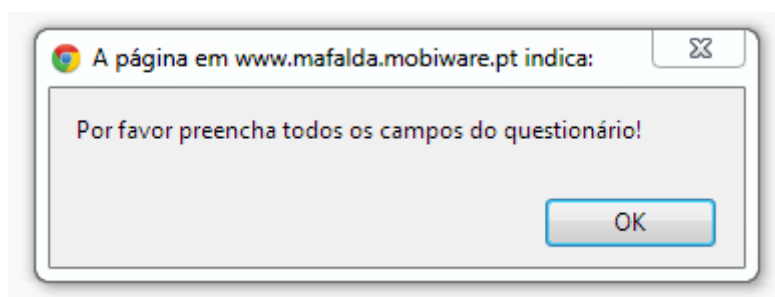 A página em www.mafalda.mobiware.pt indica:
Por favor preencha todos os campos do questionário!
OK